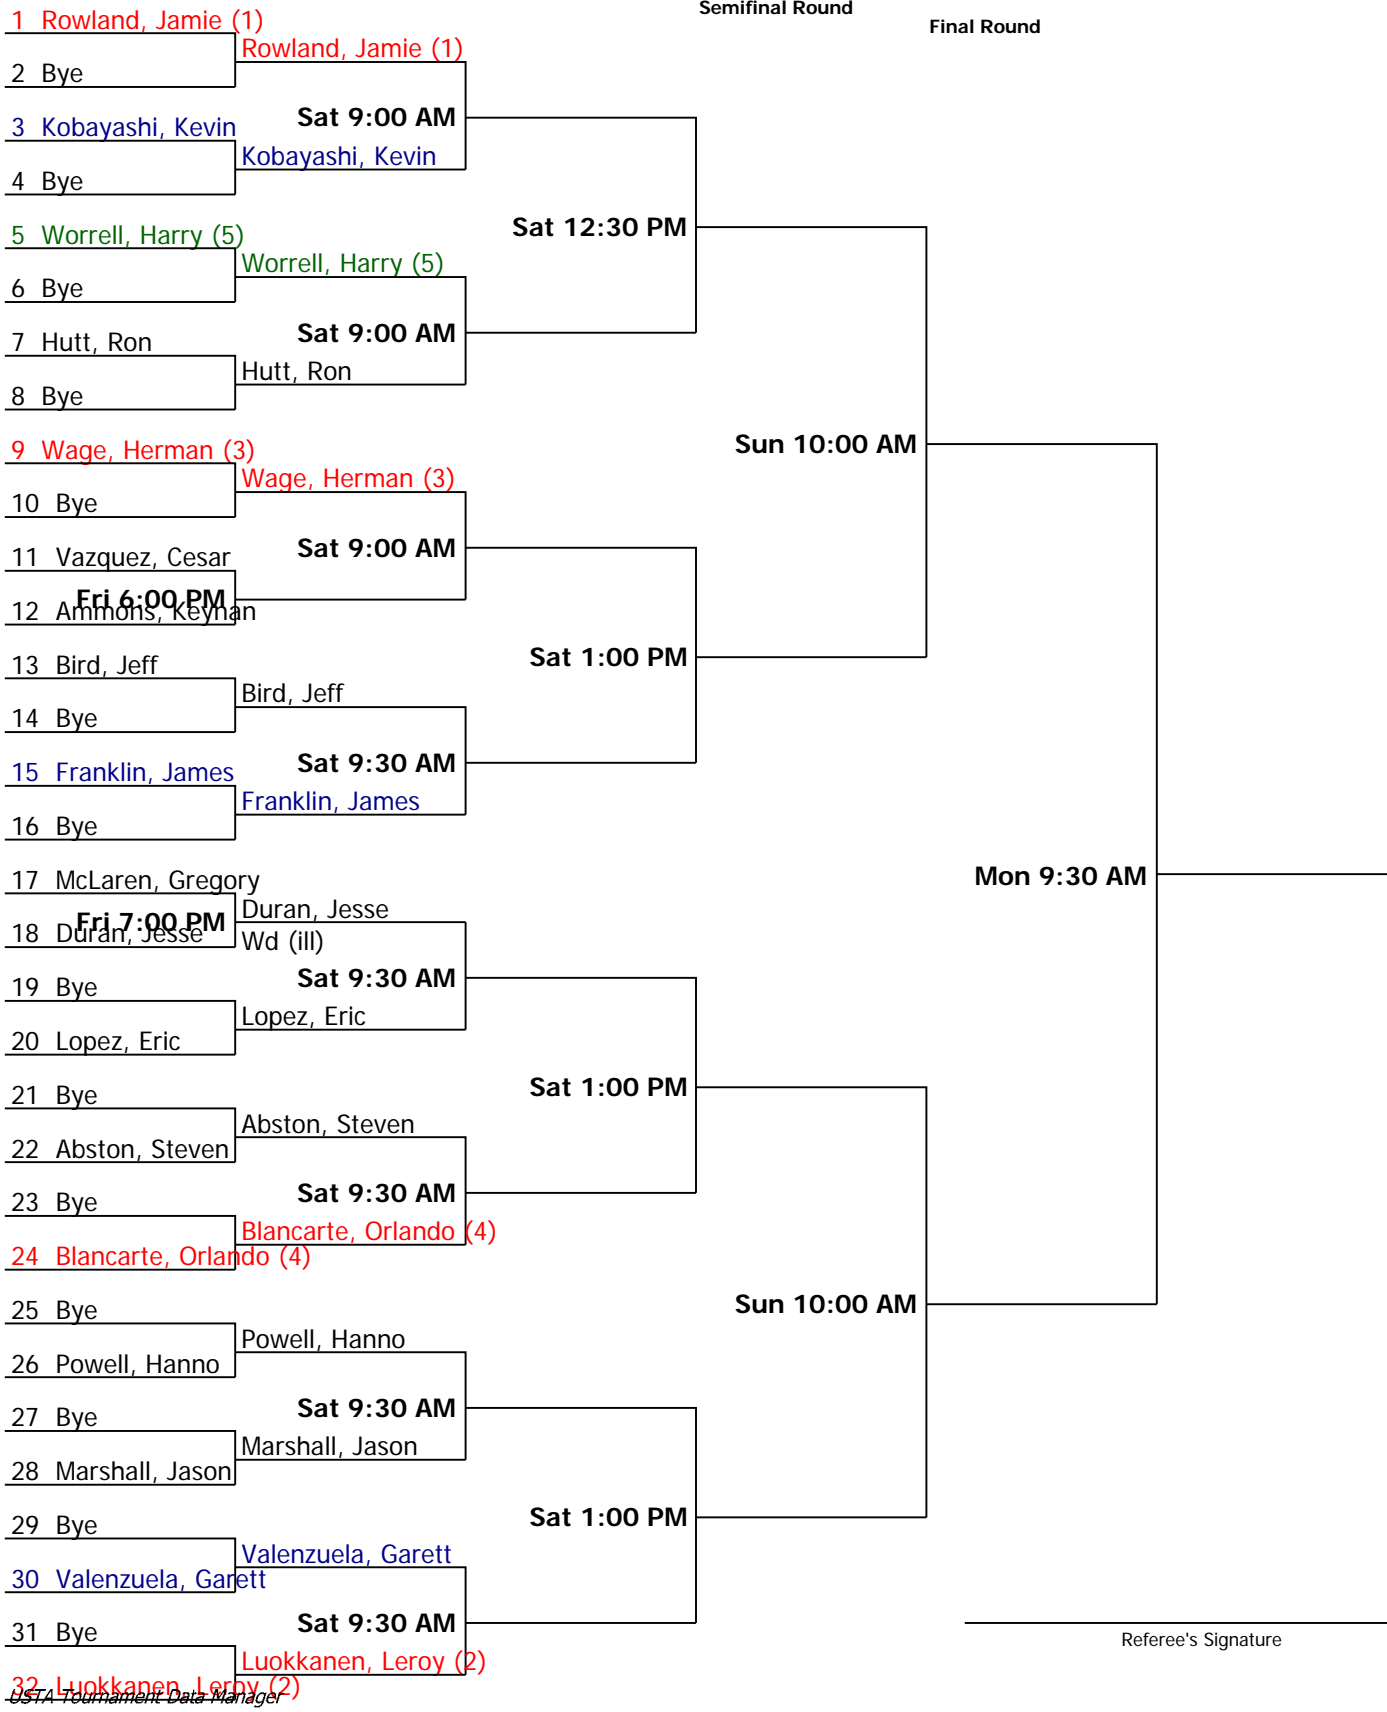 Semifinal Round
Final Round
1 Rowland, Jamie (1)
Rowland, Jamie (1)
2 Bye
Sat 9:00 AM
3 Kobayashi, Kevin
Kobayashi, Kevin
4 Bye
Sat 12:30 PM
5 Worrell, Harry (5)
Worrell, Harry (5)
6 Bye
Sat 9:00 AM
7 Hutt, Ron
Hutt, Ron
8 Bye
Sun 10:00 AM
9 Wage, Herman (3)
Wage, Herman (3)
10 Bye
Sat 9:00 AM
11 Vazquez, Cesar
Fri 6:00 PM
12 Ammons, Keynan
Sat 1:00 PM
13 Bird, Jeff
Bird, Jeff
14 Bye
Sat 9:30 AM
15 Franklin, James
Franklin, James
16 Bye
Mon 9:30 AM
17 McLaren, Gregory
Duran, Jesse
Fri 7:00 PM
18 Duran, Jesse
Wd (ill)
Sat 9:30 AM
19 Bye
Lopez, Eric
20 Lopez, Eric
Sat 1:00 PM
21 Bye
Abston, Steven
22 Abston, Steven
Sat 9:30 AM
23 Bye
Blancarte, Orlando (4)
24 Blancarte, Orlando (4)
Sun 10:00 AM
25 Bye
Powell, Hanno
26 Powell, Hanno
Sat 9:30 AM
27 Bye
Marshall, Jason
28 Marshall, Jason
Sat 1:00 PM
29 Bye
Valenzuela, Garett
30 Valenzuela, Garett
Sat 9:30 AM
31 Bye
Referee's Signature
Luokkanen, Leroy (2)
32 Luokkanen, Leroy (2)
USTA Tournament Data Manager